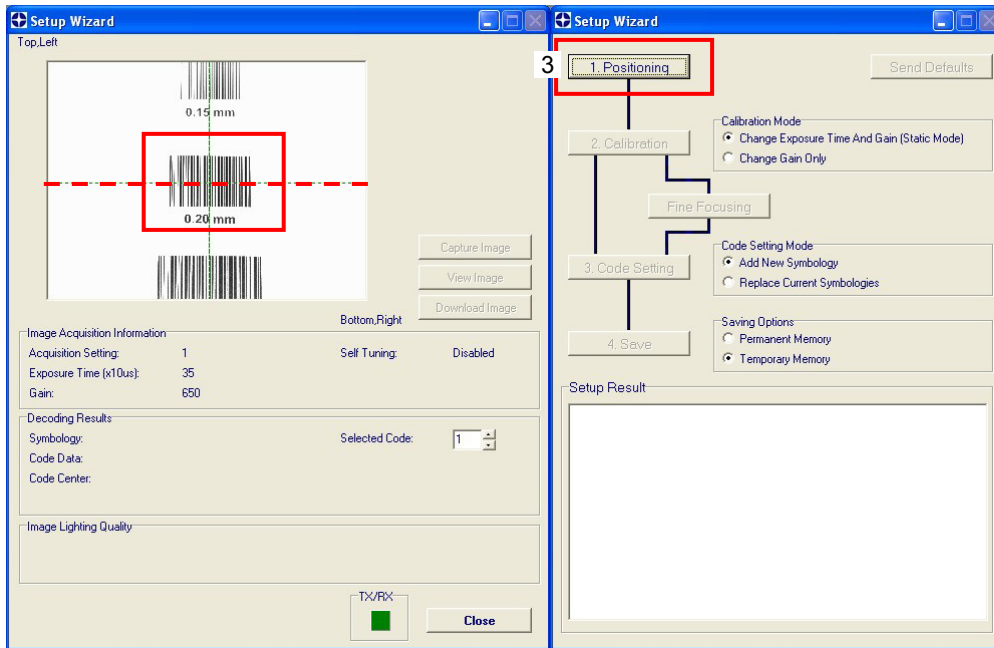 Setup Wizard
Top,Left
0.15 mm
0.20 mm
Capture Image
View Image
Download Image
Bottom,Right
Image Acquisition Information
Acquisition Setting: 1 Self Tuning: Disabled
Exposure Time (x10us): 35
Gain: 650
Decoding Results
Symbology: Selected Code: 1
Code Data:
Code Center:
Image Lighting Quality
TX/RX
Close
Setup Wizard
3
1. Positioning Send Defaults
Calibration Mode
2. Calibration
Change Exposure Time And Gain (Static Mode)
Change Gain Only
Fine Focusing
Code Setting Mode
3. Code Setting
Add New Symbology
Replace Current Symbologies
Saving Options
4. Save
Permanent Memory
Temporary Memory
Setup Result